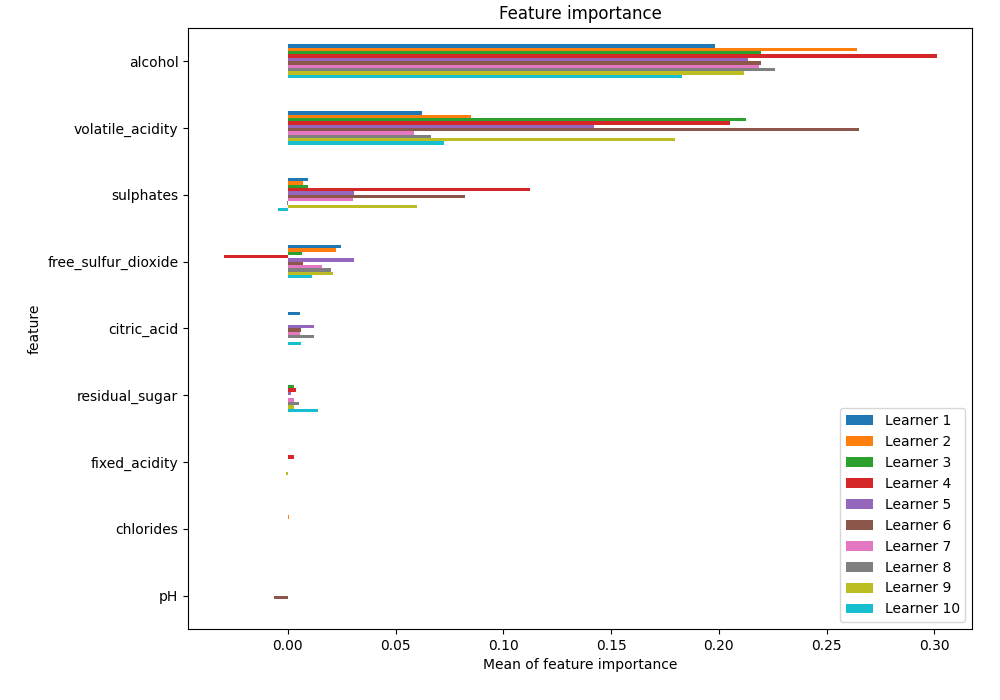 Feature importance
alcohol
volatile_acidity
sulphates
free_sulfur_dioxide
citric_acid
residual_sugar
fixed_acidity
chlorides
pH
feature
0.00 0.05 0.10 0.15 0.20 0.25 0.30
Mean of feature importance
Learner 1
Learner 2
Learner 3
Learner 4
Learner 5
Learner 6
Learner 7
Learner 8
Learner 9
Learner 10